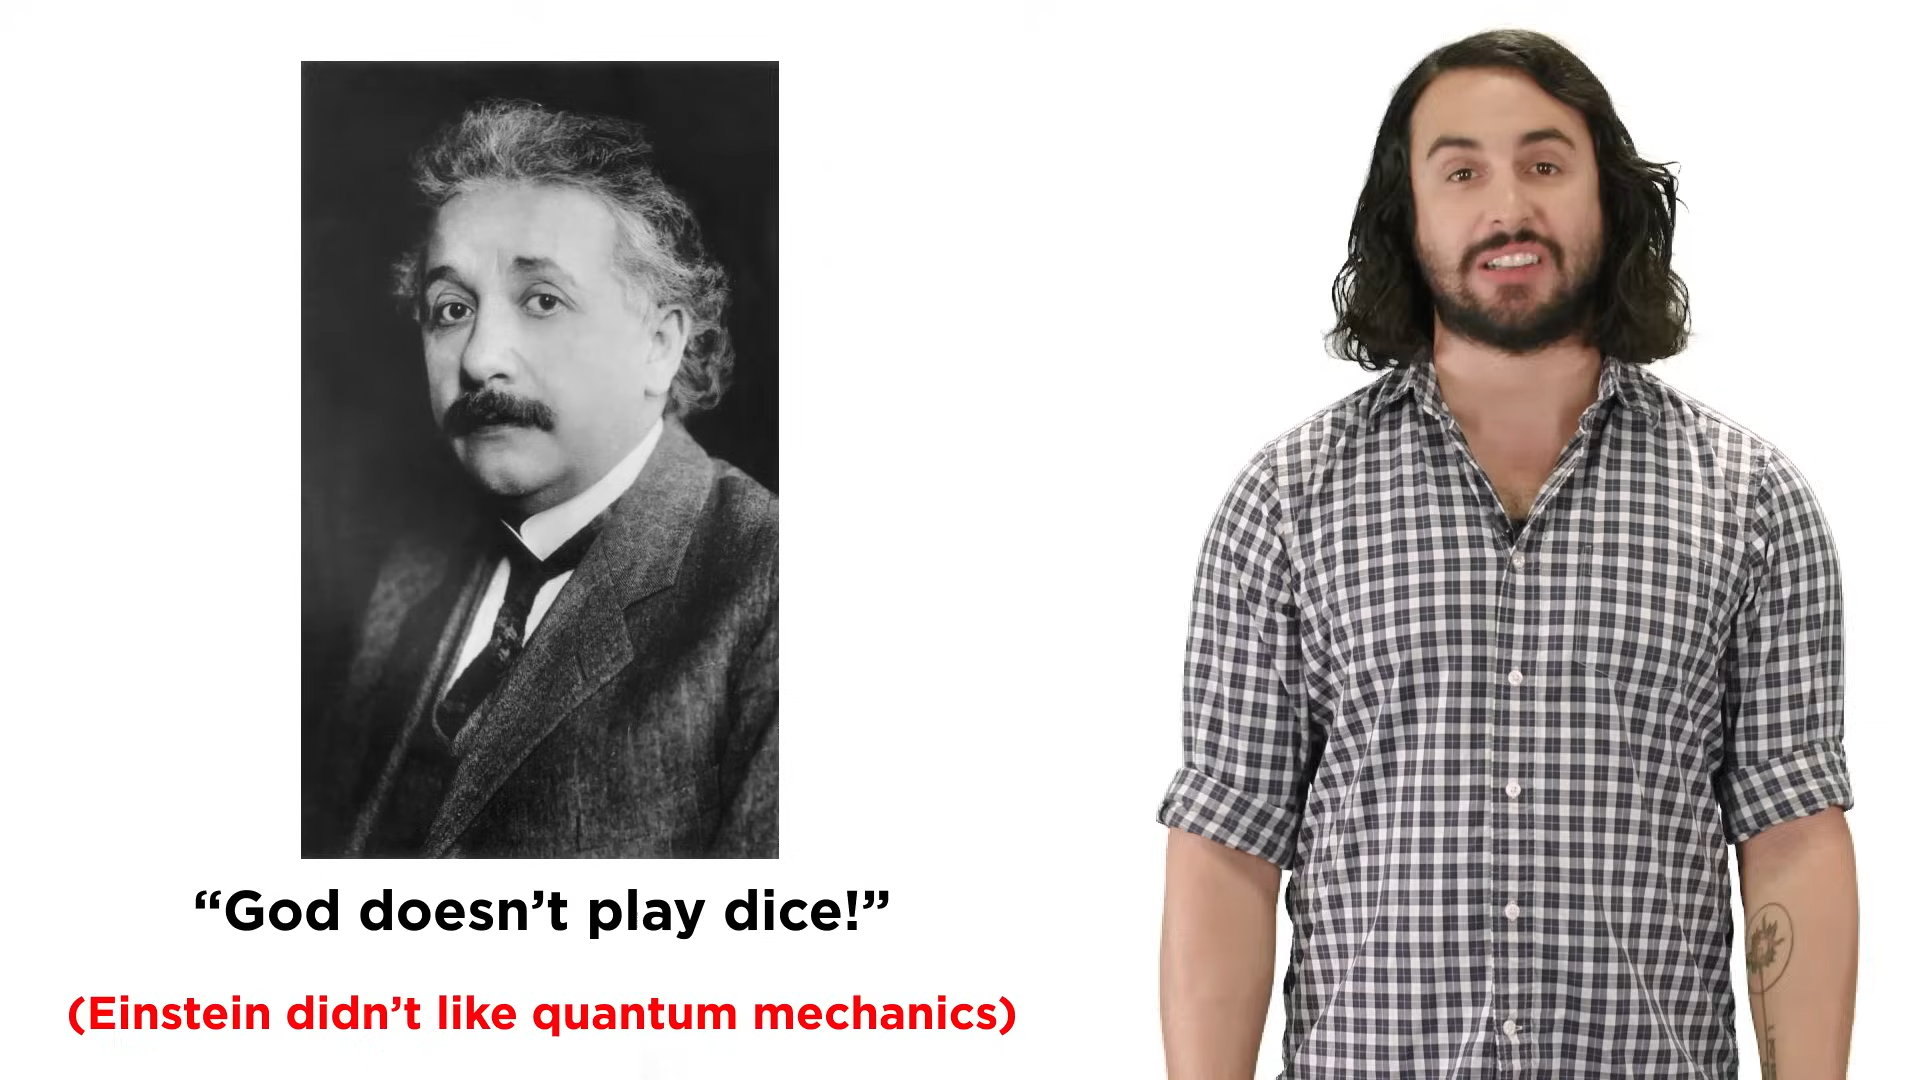 “God doesn’t play dice!”
(Einstein didn’t like quantum mechanics)